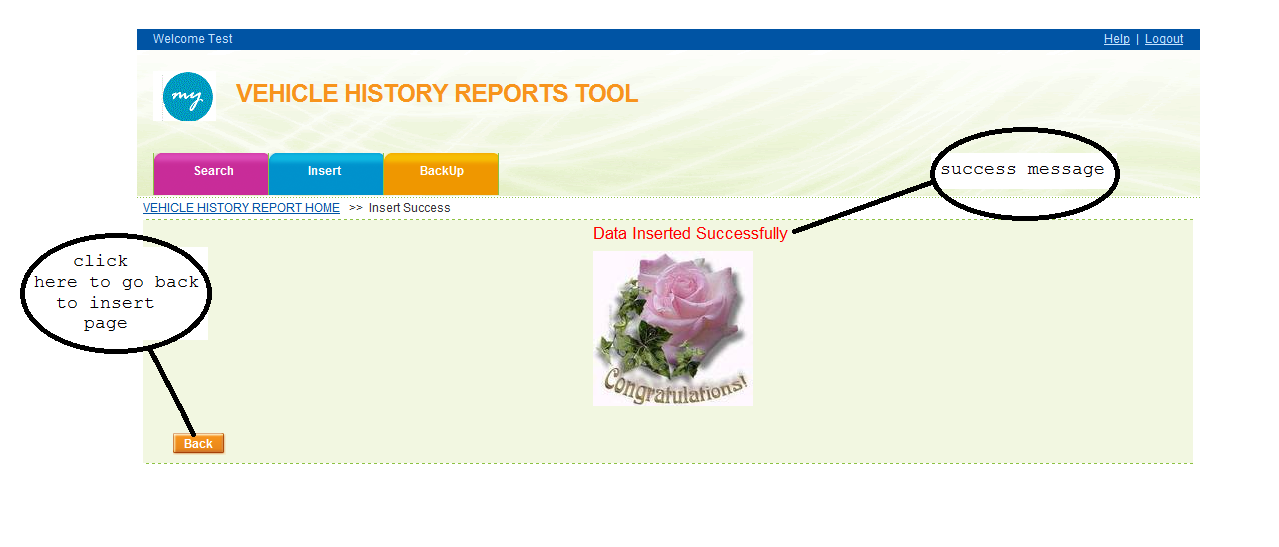 Welcome Test
Help | Logout
my
VEHICLE HISTORY REPORTS TOOL
Search
Insert
BackUp
success message
VEHICLE HISTORY REPORT HOME >> Insert Success
Data Inserted Successfully
click
here to go back
to insert
page
Congratulations!
Back